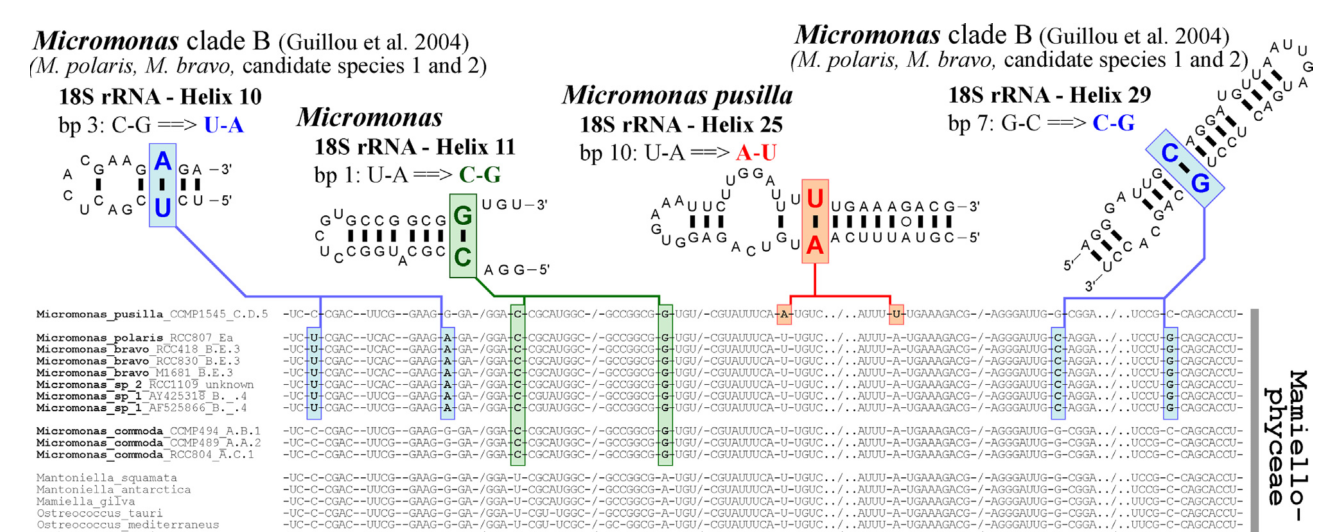 Micromonas clade B (Guillou et al. 2004)
(M. polaris, M. bravo, candidate species 1 and 2)
18S rRNA - Helix 10
bp 3: C-G ==> U-A
Micromonas
18S rRNA - Helix 11
bp 1: U-A ==> C-G
Micromonas pusilla
18S rRNA - Helix 25
bp 10: U-A ==> A-U
Micromonas clade B (Guillou et al. 2004)
(M. polaris, M. bravo, candidate species 1 and 2)
18S rRNA - Helix 29
bp 7: G-C ==> C-G
Micromonas_pusilla_CCMP1545_C.D.5 -UC-C-CGAC--UUCG--GAAG-G-GA-/GGA-C-CGCAUGGC-/-GCCGGCG-G-UGU/-CGUAUUUCA-A-UGUC../..AUUU-U-UGAAAGACG-/-AGGGAUUG-G-CGGA../..UCCG-C-CAGCACCU-
Micromonas_polaris_RCC807_Ea -UC-U-CGAC--UCAC--GAAG-A-GA-/GGA-C-CGCAUGGC-/-GCCGGCG-G-UGU/-CGUAUUUCA-U-UGUC../..AUUU-A-UGAAAGACG-/-AGGGAUUG-C-AGGA../..UCCU-G-CAGCACCU-
Micromonas_bravo_RCC418_B.E.3 -UC-U-CGAC--UUCG--GAAG-A-GA-/GGA-C-CGCAUGGC-/-GCCGGCG-G-UGU/-CGUAUUUCA-U-UGUC../..AUUU-A-UGAAAGACG-/-AGGGAUUG-C-AGGA../..UCCU-G-CAGCACCU-
Micromonas_bravo_RCC830_B.E.3 -UC-U-CGAC--UCAC--GAAG-A-GA-/GGA-C-CGCAUGGC-/-GCCGGCG-G-UGU/-CGUAUUUCA-U-UGUC../..AUUU-A-UGAAAGACG-/-AGGGAUUG-C-AGGA../..UCCU-G-CAGCACCU-
Micromonas_bravo_M1681_B.E.3 -UC-U-CGAC--UUCG--GAAG-A-GA-/GGA-C-CGCAUGGC-/-GCCGGCG-G-UGU/-CGUAUUUCA-U-UGUC../..AUUU-A-UGAAAGACG-/-AGGGAUUG-C-AGGA../..UCCU-G-CAGCACCU-
Micromonas_sp_2_RCC1109_unknown -UC-U-CGAC--UCAC--GAAG-A-GA-/GGA-C-CGCAUGGC-/-GCCGGCG-G-UGU/-CGUAUUUCA-U-UGUC../..AUUU-A-UGAAAGACG-/-AGGGAUUG-C-AGGA../..UCCU-G-CAGCACCU-
Micromonas_sp_1_AY425318_B._.4 -UC-U-CGAC--UUCG--GAAG-A-GA-/GGA-C-CGUAUGGC-/-GCCGGCG-G-UGU/-CGUAUUUCA-U-UGUC../..AUUU-A-UGAAAGACG-/-AGGGAUUG-C-AGGA../..UCCU-G-CAGCACCU-
Micromonas_sp_1_AF525866_B._.4 -UC-U-CGAC--UUCG--GAAG-A-GA-/GGA-C-CGUAUGGC-/-GCCGGCG-G-UGU/-CGUAUUUCA-U-UGUC../..AUUU-A-UGAAAGACG-/-AGGGAUUG-C-AGGA../..UCCU-G-CAGCACCU-
Micromonas_commoda_CCMP494_A.B.1 -UC-C-CGAC--UUCG--GAAG-G-GA-/GGA-C-CGCAUGGC-/-GCCGGCG-G-UGU/-CGUAUUUCA-U-UGUC../..AUUU-A-UGAAAGACG-/-AGGGAUUG-G-CGGA../..UCCG-C-CAGCACCU-
Micromonas_commoda_CCMP489_A.A.2 -UC-C-CGAC--UUCG--GAAG-G-GA-/GGA-C-CGCAUGGC-/-GCCGGCG-G-UGU/-CGUAUUUCA-U-UGUC../..AUUU-A-UGAAAGACG-/-AGGGAUUG-G-CGGA../..UCCG-C-CAGCACCU-
Micromonas_commoda_RCC804_A.C.1 -UC-C-CGAC--UUCG--GAAG-G-GA-/GGA-C-CGCAUGGC-/-GCCGGCG-G-UGU/-CGUAUUUCA-U-UGUC../..AUUU-A-UGAAAGACG-/-AGGGAUUG-G-CGGA../..UCCG-C-CAGCACCU-
Mantoniella_squamata -UC-C-CGAC--UUCG--GAAG-G-GA-/GGA-U-CGCAUGGC-/-GCCGGCG-A-UGU/-CGUAUUUCA-U-UGUC../..AUUU-A-UGAAAGACG-/-AGGGAUUG-G-CGGA../..UCCG-C-CAGCACCU-
Mantoniella_antarctica -UC-C-CGAC--UUCG--GAAG-G-GA-/GGA-U-CGCAUGGC-/-GCCGGCG-A-UGU/-CGUAUUUCA-U-UGUC../..AUUU-A-UGAAAGACG-/-AGGGAUUG-G-CGGA../..UCCG-C-CAGCACCU-
Mamiella_gilva -UC-C-CGAC--UUCG--GAAG-G-GA-/GGA-U-CGCAUGGC-/-GCCGGCG-A-UGU/-CGUAUUUCA-U-UGUC../..AUUU-A-UGAAAGACG-/-AGGGAUUG-G-CGGA../..UCCG-C-CAGCACCU-
Ostreococcus_tauri -UC-C-CGAC--UUCG--GAAG-G-GA-/GGA-U-CGU-UGGC-/-GCCGGCG-A-UGU/-CGUAUUUCA-U-UGUC../..AUUU-A-UGAAAGACG-/-AGGGAUUG-G-CGGA../..UCCG-C-CAGCACCU-
Ostreococcus_mediterraneus -UC-C-CGAC--UUCG--GAAG-G-GA-/GGA-U-CGCAUGGC-/-GCCGGCG-A-UGU/-CGUAUUUCA-U-UGUC../..AUUU-A-UGAAAGACG-/-AGGGAUUG-G-CGGA../..UCCG-C-CAGCACCU-
Mamiello-
phyceae